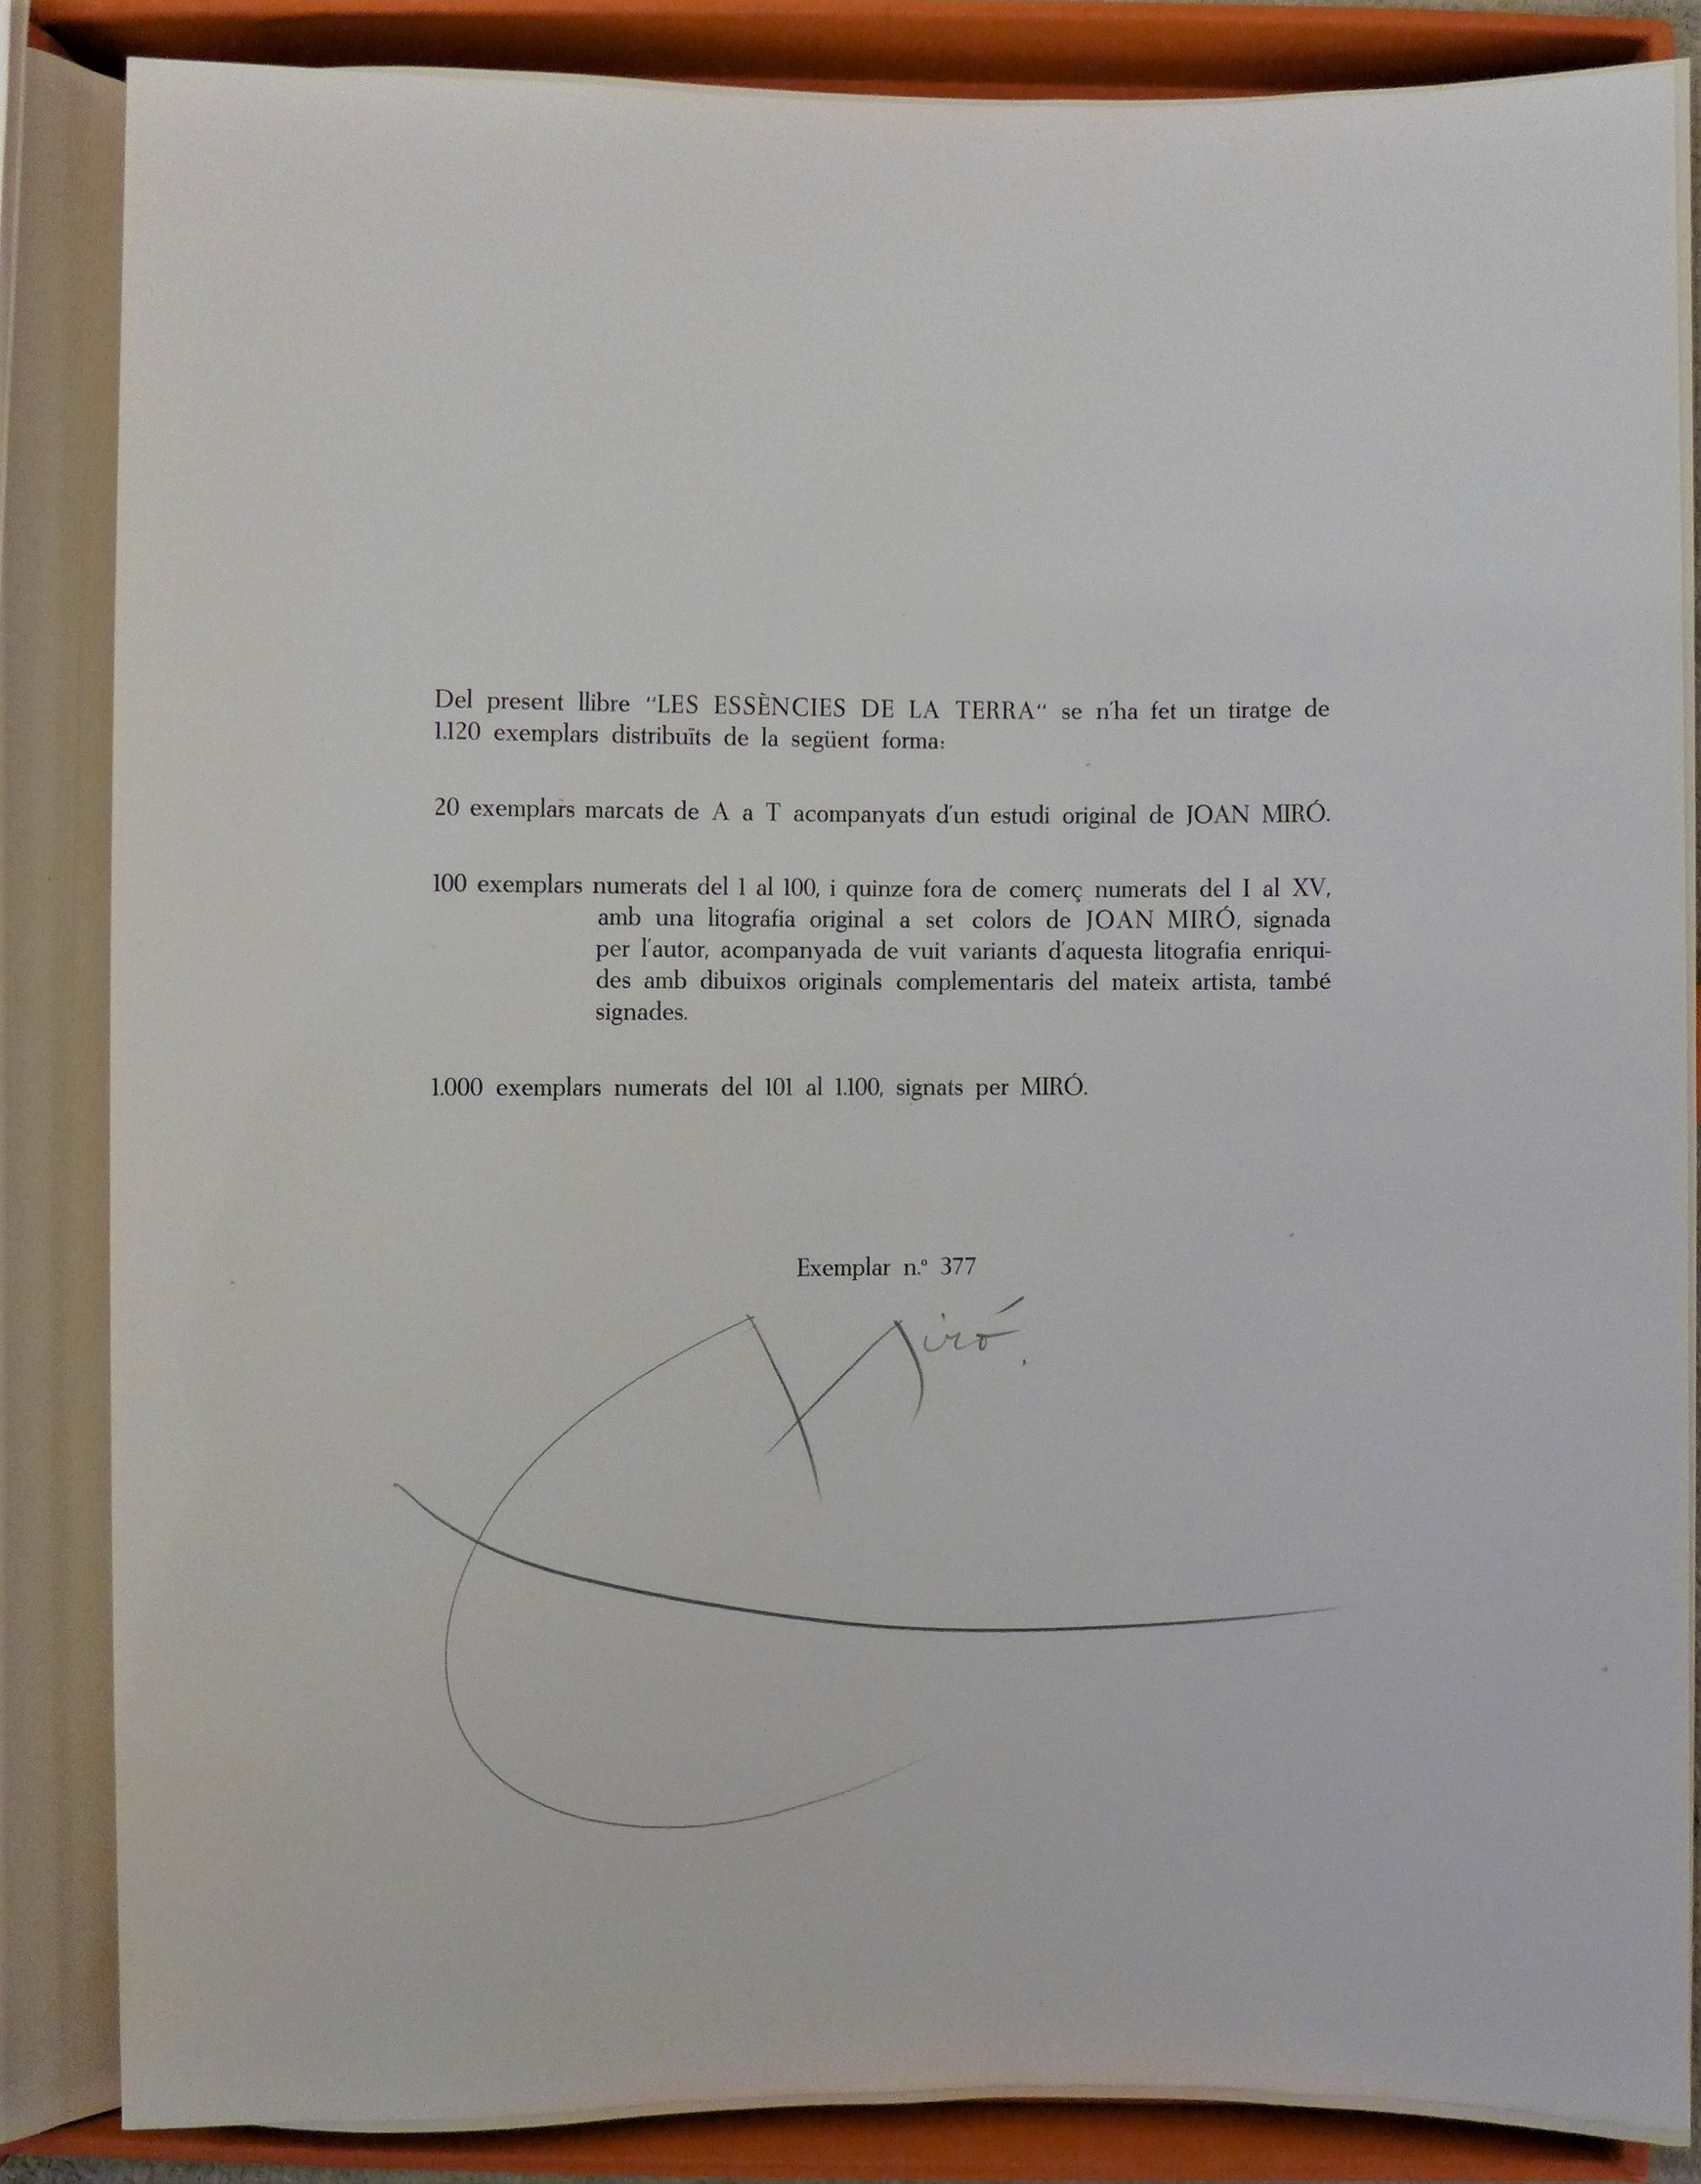 Del present llibre “LES ESSÈNCIES DE LA TERRA“ se n'ha fet un tiratge de
1.120 exemplars distribuïts de la següent forma:
20 exemplars marcats de A a T acompanyats d'un estudi original de JOAN MIRÓ.
100 exemplars numerats del 1 al 100, i quinze fora de comerç numerats del I al XV,
amb una litografia original a set colors de JOAN MIRÓ, signada
per l'autor, acompanyada de vuit variants d'aquesta litografia enriqui-
des amb dibuixos originals complementaris del mateix artista, també
signades.
1.000 exemplars numerats del 101 al 1.100, signats per MIRÓ.
Exemplar n.º 377
Miró.